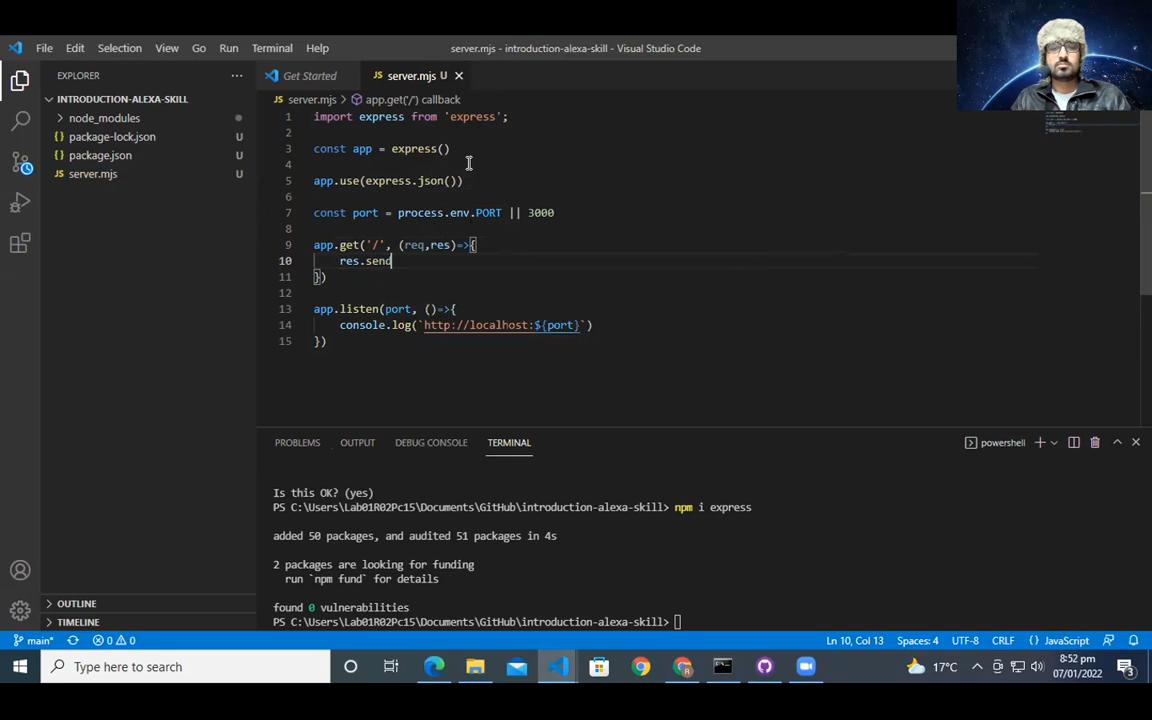 File Edit Selection View Go Run Terminal Help server.mjs - introduction-alexa-skill - Visual Studio Code
EXPLORER ··· Get Started JS server.mjs U
INTRODUCTION-ALEXA-SKILL
JS server.mjs > app.get('/') callback
node_modules
package-lock.json U
package.json U
JS server.mjs U
1 import express from 'express';
2
3 const app = express()
4
5 app.use(express.json())
6
7 const port = process.env.PORT || 3000
8
9 app.get('/', (req,res)=>{
10 res.send
11 })
12
13 app.listen(port, ()=>{
14 console.log(`http://localhost:${port}`)
15 })
PROBLEMS OUTPUT DEBUG CONSOLE TERMINAL powershell
Is this OK? (yes)
PS C:\Users\Lab01R02Pc15\Documents\GitHub\introduction-alexa-skill> npm i express
added 50 packages, and audited 51 packages in 4s
2 packages are looking for funding
run `npm fund` for details
found 0 vulnerabilities
PS C:\Users\Lab01R02Pc15\Documents\GitHub\introduction-alexa-skill>
OUTLINE
TIMELINE
main* 0 0 Ln 10, Col 13 Spaces: 4 UTF-8 CRLF {} JavaScript
Type here to search 17°C 8:52 pm
07/01/2022 3